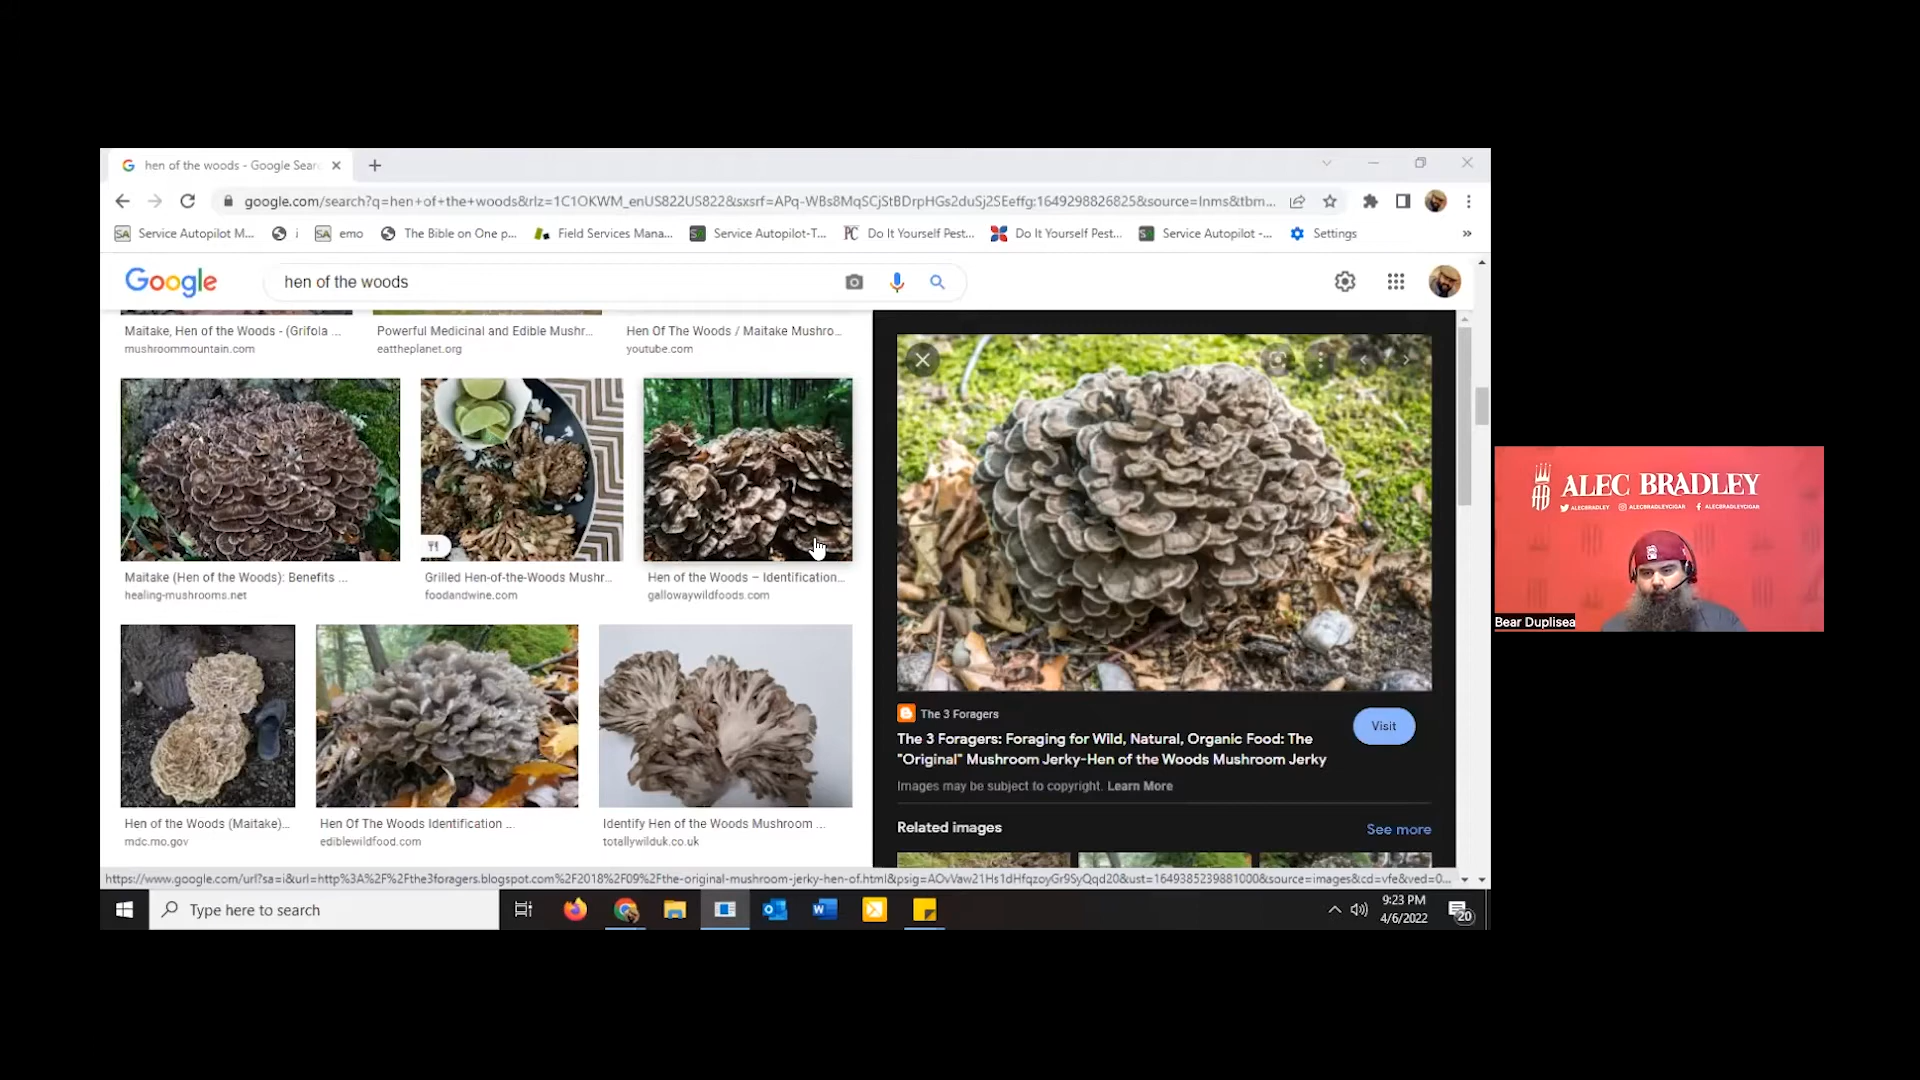 hen of the woods - Google Sear
google.com/search?q=hen+of+the+woods&rlz=1C1OKWM_enUS822US822&sxsrf=APq-WBs8MqSCjStBDrpHGs2duSj2SEeffg:1649298826825&source=lnms&tbm...
SA Service Autopilot M... i SA emo The Bible on One p... Field Services Mana... SA Service Autopilot-T... PC Do It Yourself Pest... Do It Yourself Pest... SA Service Autopilot -... Settings »
Google hen of the woods
Maitake, Hen of the Woods - (Grifola ...
mushroommountain.com
Powerful Medicinal and Edible Mushr...
eattheplanet.org
Hen Of The Woods / Maitake Mushro...
youtube.com
Maitake (Hen of the Woods): Benefits ...
healing-mushrooms.net
Grilled Hen-of-the-Woods Mushr...
foodandwine.com
Hen of the Woods – Identification...
gallowaywildfoods.com
Hen of the Woods (Maitake)...
mdc.mo.gov
Hen Of The Woods Identification ...
ediblewildfood.com
Identify Hen of the Woods Mushroom ...
totallywilduk.co.uk
The 3 Foragers
The 3 Foragers: Foraging for Wild, Natural, Organic Food: The
"Original" Mushroom Jerky-Hen of the Woods Mushroom Jerky
Visit
Images may be subject to copyright. Learn More
Related images
See more
https://www.google.com/url?sa=i&url=http%3A%2F%2Fthe3foragers.blogspot.com%2F2018%2F09%2Fthe-original-mushroom-jerky-hen-of.html&psig=AOvVaw21Hs1dHfqzoyGr9SyQqd20&ust=1649385239881000&source=images&cd=vfe&ved=0...
Type here to search
9:23 PM
4/6/2022
20
AB ALEC BRADLEY
ALECBRADLEY ALECBRADLEYCIGAR ALECBRADLEYCIGAR
Bear Duplisea